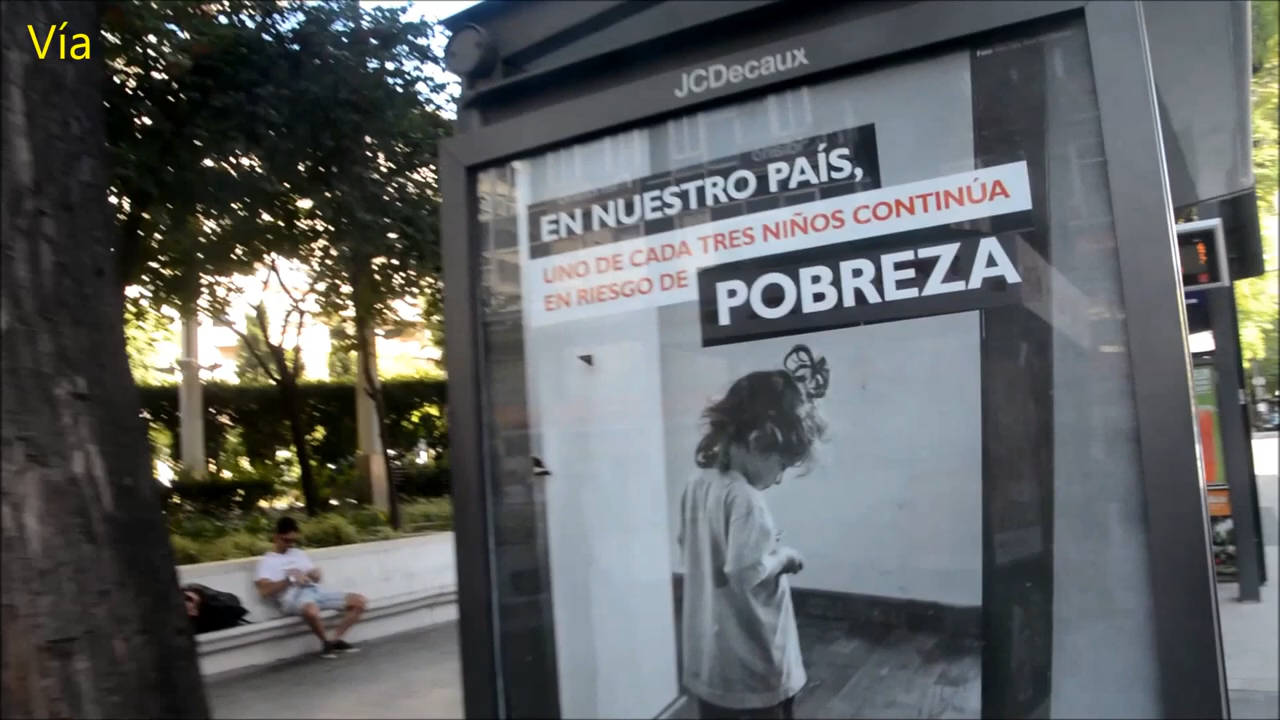 Vía
JCDecaux
EN NUESTRO PAÍS,
UNO DE CADA TRES NIÑOS CONTINÚA
EN RIESGO DE POBREZA